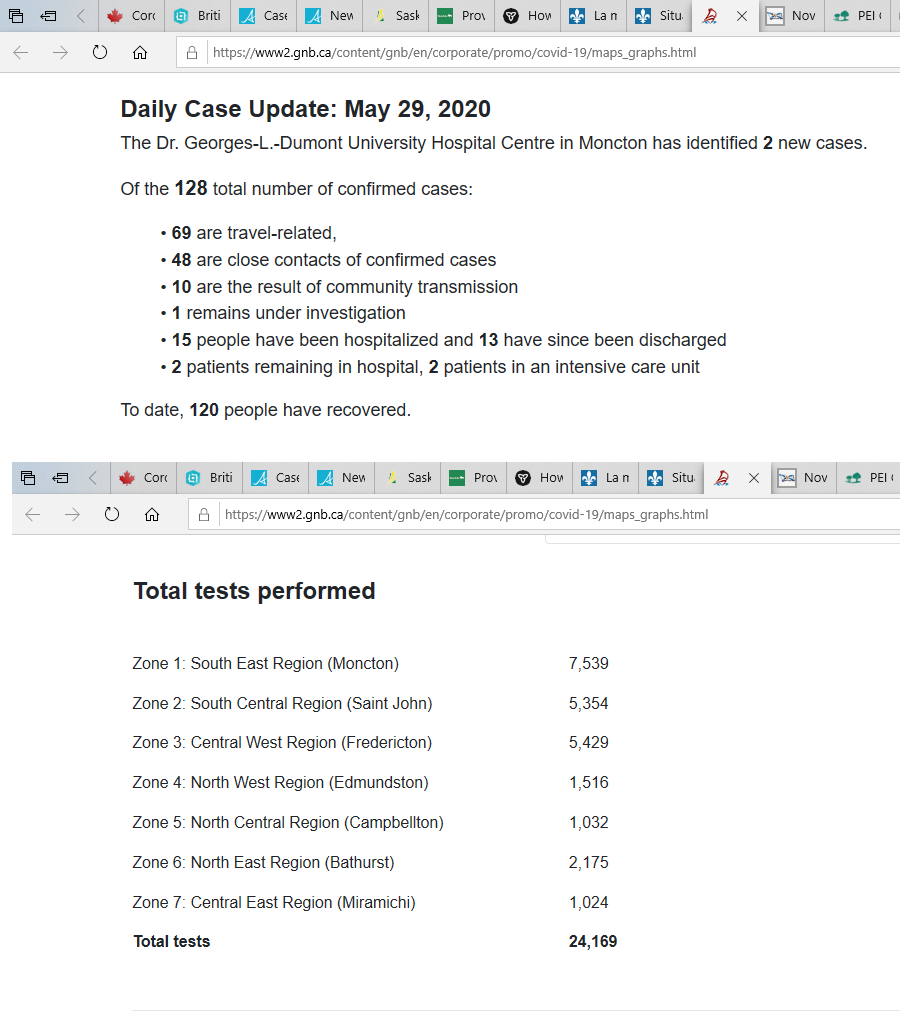 Corc
Briti
Case
New
Sask
Prov
How
La n
Situ
Nov
PEI
https://www2.gnb.ca/content/gnb/en/corporate/promo/covid-19/maps_graphs.html
Daily Case Update: May 29, 2020
The Dr. Georges-L.-Dumont University Hospital Centre in Moncton has identified 2 new cases.
Of the 128 total number of confirmed cases:
• 69 are travel-related,
• 48 are close contacts of confirmed cases
• 10 are the result of community transmission
• 1 remains under investigation
• 15 people have been hospitalized and 13 have since been discharged
• 2 patients remaining in hospital, 2 patients in an intensive care unit
To date, 120 people have recovered.
Corc
Briti
Case
New
Sask
Prov
How
La n
Situ
Nov
PEI
https://www2.gnb.ca/content/gnb/en/corporate/promo/covid-19/maps_graphs.html
Total tests performed
Zone 1: South East Region (Moncton) 7,539
Zone 2: South Central Region (Saint John) 5,354
Zone 3: Central West Region (Fredericton) 5,429
Zone 4: North West Region (Edmundston) 1,516
Zone 5: North Central Region (Campbellton) 1,032
Zone 6: North East Region (Bathurst) 2,175
Zone 7: Central East Region (Miramichi) 1,024
Total tests 24,169